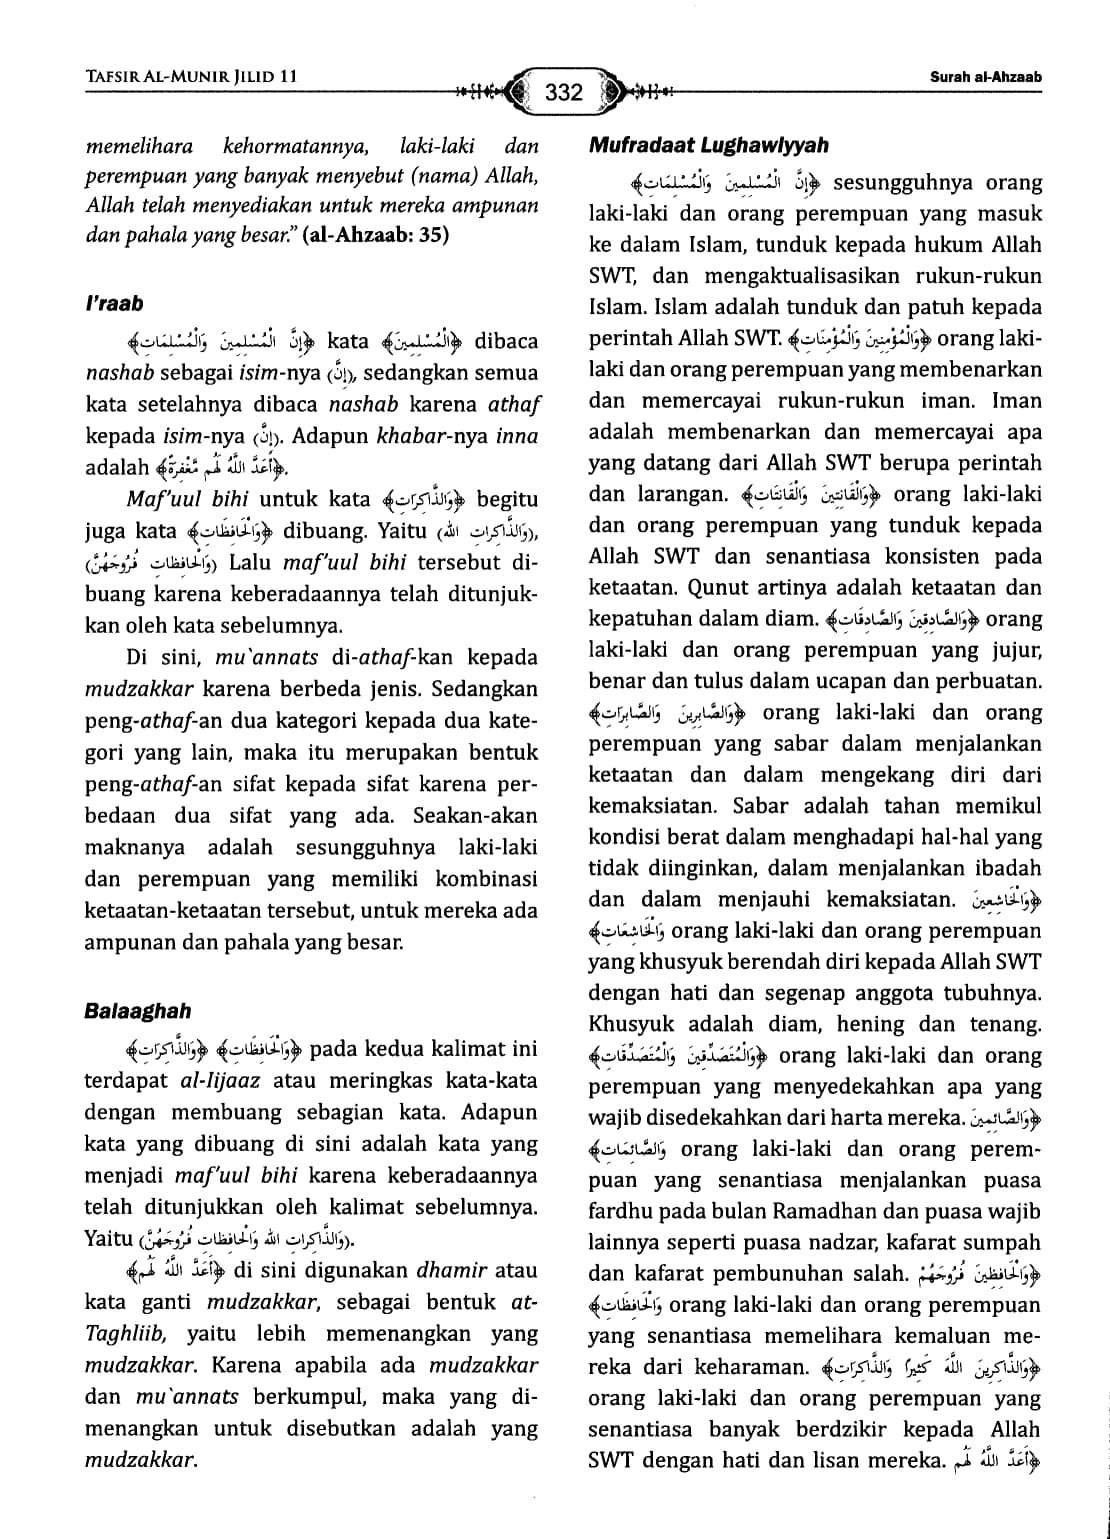 TAFSIR AL-MUNIR JILID 11
332
Surah al-Ahzaab
memelihara kehormatannya, laki-laki dan
perempuan yang banyak menyebut (nama) Allah,
Allah telah menyediakan untuk mereka ampunan
dan pahala yang besar.” (al-Ahzaab: 35)
I’raab
﴿إِنَّ الْمُسْلِمِينَ وَالْمُسْلِمَاتِ﴾ kata ﴿الْمُسْلِمِينَ﴾ dibaca
nashab sebagai isim-nya (إِنَّ), sedangkan semua
kata setelahnya dibaca nashab karena athaf
kepada isim-nya (إِنَّ). Adapun khabar-nya inna
adalah ﴿أَعَدَّ اللَّهُ لَهُم مَّغْفِرَةً﴾.
Maf’uul bihi untuk kata ﴿وَالذَّاكِرَاتِ﴾ begitu
juga kata ﴿وَالْحَافِظَاتِ﴾ dibuang. Yaitu (وَالذَّاكِرَات الله),
(وَالْحَافِظَات فُرُوجَهُنَّ) Lalu maf’uul bihi tersebut di-
buang karena keberadaannya telah ditunjuk-
kan oleh kata sebelumnya.
Di sini, mu`annats di-athaf-kan kepada
mudzakkar karena berbeda jenis. Sedangkan
peng-athaf-an dua kategori kepada dua kate-
gori yang lain, maka itu merupakan bentuk
peng-athaf-an sifat kepada sifat karena per-
bedaan dua sifat yang ada. Seakan-akan
maknanya adalah sesungguhnya laki-laki
dan perempuan yang memiliki kombinasi
ketaatan-ketaatan tersebut, untuk mereka ada
ampunan dan pahala yang besar.
Balaaghah
﴿وَالْحَافِظَاتِ﴾ ﴿وَالذَّاكِرَاتِ﴾ pada kedua kalimat ini
terdapat al-Iijaaz atau meringkas kata-kata
dengan membuang sebagian kata. Adapun
kata yang dibuang di sini adalah kata yang
menjadi maf’uul bihi karena keberadaannya
telah ditunjukkan oleh kalimat sebelumnya.
Yaitu (وَالذَّاكِرَات الله وَالْحَافِظَات فُرُوجَهُنَّ).
﴿أَعَدَّ اللَّهُ لَهُم﴾ di sini digunakan dhamir atau
kata ganti mudzakkar, sebagai bentuk at-
Taghliib, yaitu lebih memenangkan yang
mudzakkar. Karena apabila ada mudzakkar
dan mu`annats berkumpul, maka yang di-
menangkan untuk disebutkan adalah yang
mudzakkar.
Mufradaat Lughawiyyah
﴿إِنَّ الْمُسْلِمِينَ وَالْمُسْلِمَاتِ﴾ sesungguhnya orang
laki-laki dan orang perempuan yang masuk
ke dalam Islam, tunduk kepada hukum Allah
SWT, dan mengaktualisasikan rukun-rukun
Islam. Islam adalah tunduk dan patuh kepada
perintah Allah SWT. ﴿وَالْمُؤْمِنِينَ وَالْمُؤْمِنَاتِ﴾ orang laki-
laki dan orang perempuan yang membenarkan
dan memercayai rukun-rukun iman. Iman
adalah membenarkan dan memercayai apa
yang datang dari Allah SWT berupa perintah
dan larangan. ﴿وَالْقَانِتِينَ وَالْقَانِتَاتِ﴾ orang laki-laki
dan orang perempuan yang tunduk kepada
Allah SWT dan senantiasa konsisten pada
ketaatan. Qunut artinya adalah ketaatan dan
kepatuhan dalam diam. ﴿وَالصَّادِقِينَ وَالصَّادِقَاتِ﴾ orang
laki-laki dan orang perempuan yang jujur,
benar dan tulus dalam ucapan dan perbuatan.
﴿وَالصَّابِرِينَ وَالصَّابِرَاتِ﴾ orang laki-laki dan orang
perempuan yang sabar dalam menjalankan
ketaatan dan dalam mengekang diri dari
kemaksiatan. Sabar adalah tahan memikul
kondisi berat dalam menghadapi hal-hal yang
tidak diinginkan, dalam menjalankan ibadah
dan dalam menjauhi kemaksiatan. ﴿وَالْخَاشِعِينَ
وَالْخَاشِعَاتِ﴾ orang laki-laki dan orang perempuan
yang khusyuk berendah diri kepada Allah SWT
dengan hati dan segenap anggota tubuhnya.
Khusyuk adalah diam, hening dan tenang.
﴿وَالْمُتَصَدِّقِينَ وَالْمُتَصَدِّقَاتِ﴾ orang laki-laki dan orang
perempuan yang menyedekahkan apa yang
wajib disedekahkan dari harta mereka. ﴿وَالصَّائِمِينَ
وَالصَّائِمَاتِ﴾ orang laki-laki dan orang perem-
puan yang senantiasa menjalankan puasa
fardhu pada bulan Ramadhan dan puasa wajib
lainnya seperti puasa nadzar, kafarat sumpah
dan kafarat pembunuhan salah. ﴿وَالْحَافِظِينَ فُرُوجَهُمْ
وَالْحَافِظَاتِ﴾ orang laki-laki dan orang perempuan
yang senantiasa memelihara kemaluan me-
reka dari keharaman. ﴿وَالذَّاكِرِينَ اللَّهَ كَثِيرًا وَالذَّاكِرَاتِ﴾
orang laki-laki dan orang perempuan yang
senantiasa banyak berdzikir kepada Allah
SWT dengan hati dan lisan mereka. ﴿أَعَدَّ اللَّهُ لَهُم